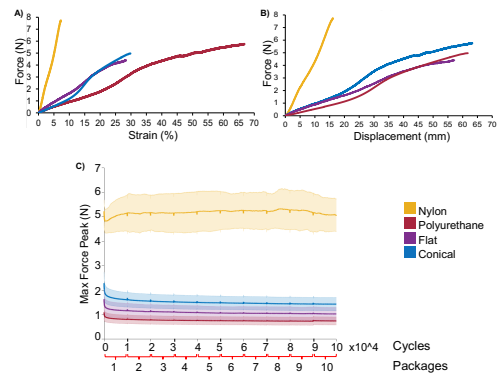 A)
8
7
6
5
4
3
2
1
0
Force (N)
0 5 10 15 20 25 30 35 40 45 50 55 60 65 70
Strain (%)
B)
8
7
6
5
4
3
2
1
0
Force (N)
0 5 10 15 20 25 30 35 40 45 50 55 60 65 70
Displacement (mm)
C)
7
6
5
4
3
2
1
0
Max Force Peak (N)
0 1 2 3 4 5 6 7 8 9 10 x10^4 Cycles
1 2 3 4 5 6 7 8 9 10 Packages
Nylon
Polyurethane
Flat
Conical